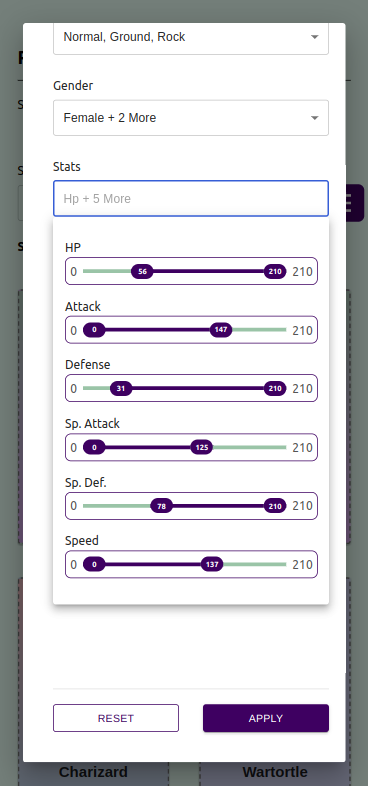 Normal, Ground, Rock
Gender
Female + 2 More
Stats
Hp + 5 More
HP
0 56 210 210
Attack
0 0 147 210
Defense
0 31 210 210
Sp. Attack
0 0 125 210
Sp. Def.
0 78 210 210
Speed
0 0 137 210
RESET APPLY
Charizard Wartortle